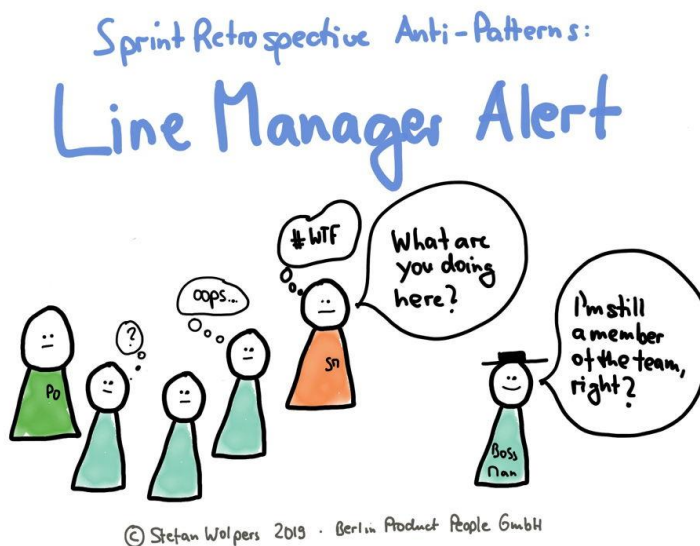 Sprint Retrospective Anti-Patterns:
Line Manager Alert
#WTF
What are
you doing
here?
oops...
?
I'm still
a member
of the team,
right?
PO
SM
Boss
Man
© Stefan Wolpers 2019 · Berlin Product People GmbH